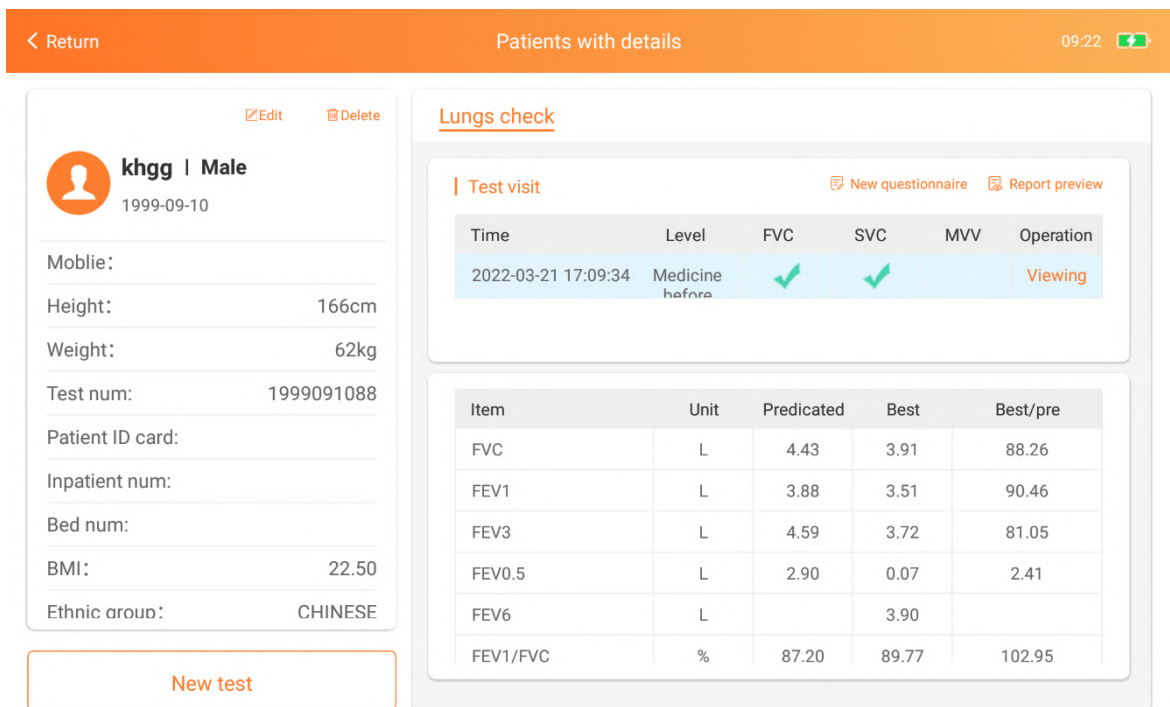 Return
Patients with details
09:22
Edit
Delete
khgg | Male
1999-09-10
Moblie：
Height： 166cm
Weight： 62kg
Test num: 1999091088
Patient ID card:
Inpatient num:
Bed num:
BMI： 22.50
Ethnic group： CHINESE
New test
Lungs check
Test visit
New questionnaire
Report preview
Time Level FVC SVC MVV Operation
2022-03-21 17:09:34 Medicine Viewing
before
Item Unit Predicated Best Best/pre
FVC L 4.43 3.91 88.26
FEV1 L 3.88 3.51 90.46
FEV3 L 4.59 3.72 81.05
FEV0.5 L 2.90 0.07 2.41
FEV6 L 3.90
FEV1/FVC % 87.20 89.77 102.95